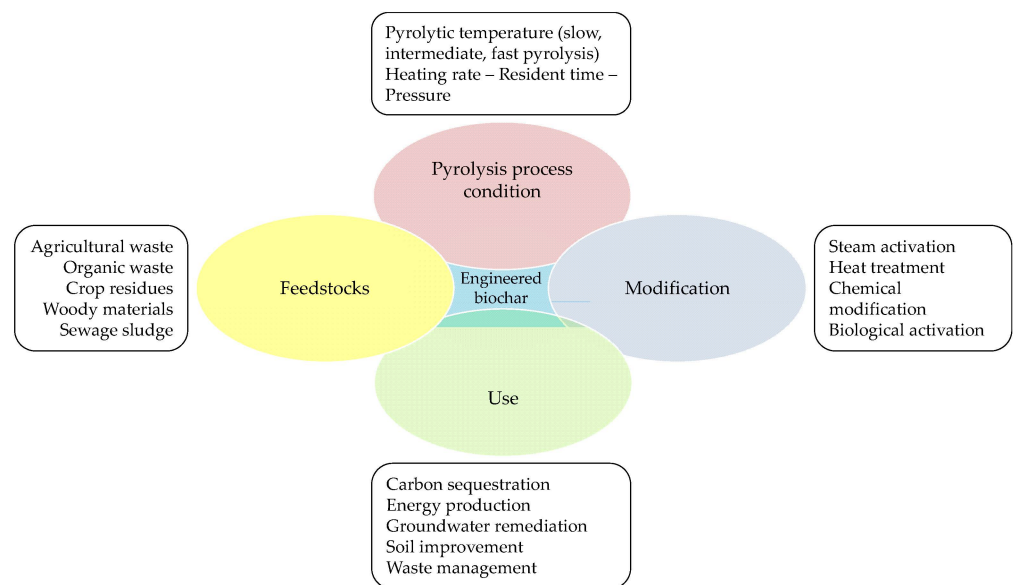 Pyrolytic temperature (slow,
intermediate, fast pyrolysis)
Heating rate – Resident time –
Pressure
Pyrolysis process
condition
Agricultural waste
Organic waste
Crop residues
Woody materials
Sewage sludge
Feedstocks
Engineered
biochar
Modification
Steam activation
Heat treatment
Chemical
modification
Biological activation
Use
Carbon sequestration
Energy production
Groundwater remediation
Soil improvement
Waste management